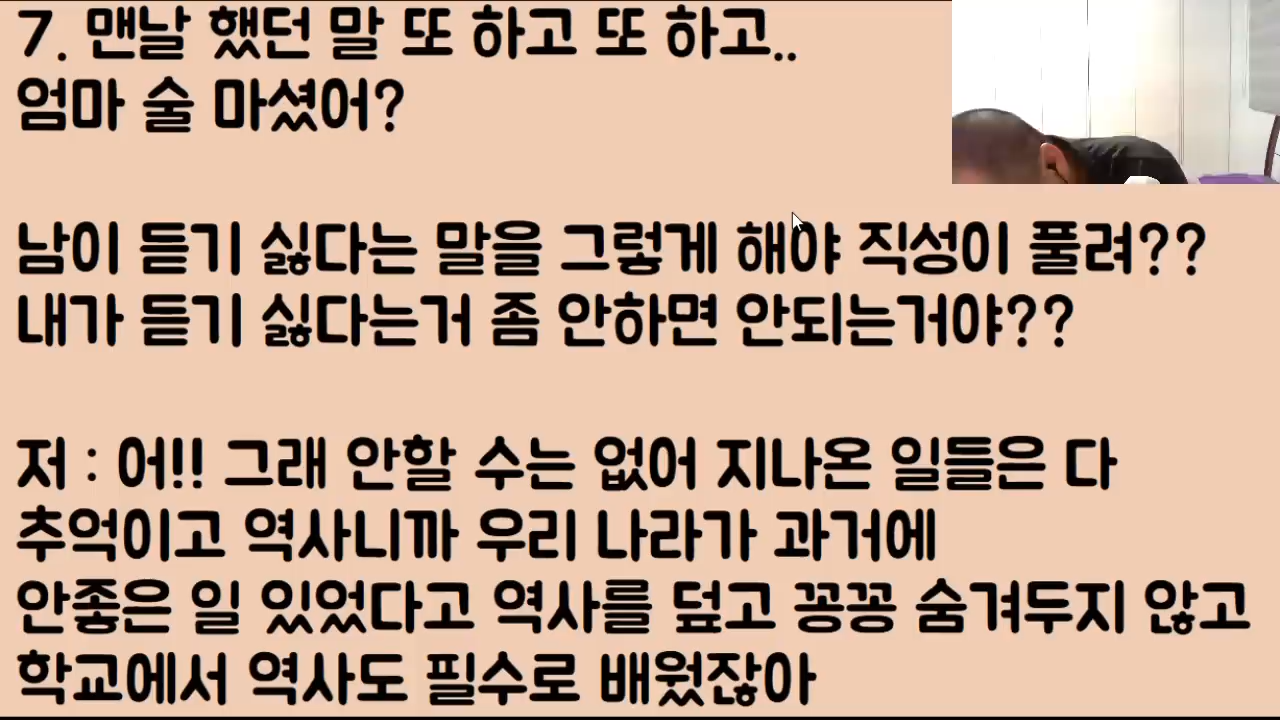 7. 맨날 했던 말 또 하고 또 하고..
엄마 술 마셨어?
남이 듣기 싫다는 말을 그렇게 해야 직성이 풀려??
내가 듣기 싫다는거 좀 안하면 안되는거야??
저 : 어!! 그래 안할 수는 없어 지나온 일들은 다
추억이고 역사니까 우리 나라가 과거에
안좋은 일 있었다고 역사를 덮고 꽁꽁 숨겨두지 않고
학교에서 역사도 필수로 배웠잖아